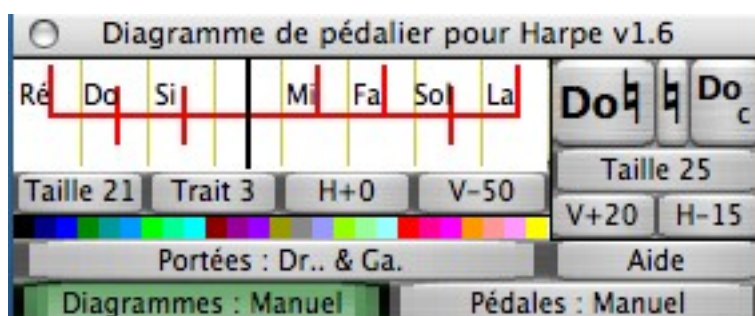 Diagramme de pédalier pour Harpe v1.6
Ré Do Si Mi Fa Sol La
Do♮ ♮ Do C
Taille 25
Taille 21 Trait 3 H+0 V-50
V+20 H-15
Portées : Dr.. & Ga. Aide
Diagrammes : Manuel Pédales : Manuel